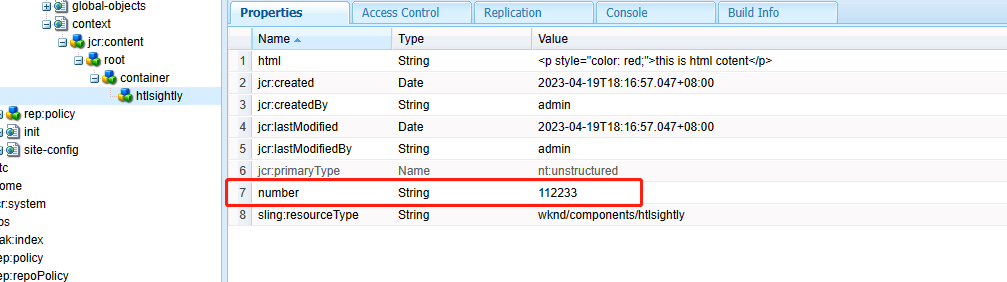 global-objects
context
jcr:content
root
container
htlsightly
rep:policy
init
site-config
tc
ome
cr:system
os
ak:index
ep:policy
ep:repoPolicy
Properties
Access Control
Replication
Console
Build Info
Name Type Value
1 html String <p style="color: red;">this is html cotent</p>
2 jcr:created Date 2023-04-19T18:16:57.047+08:00
3 jcr:createdBy String admin
4 jcr:lastModified Date 2023-04-19T18:16:57.047+08:00
5 jcr:lastModifiedBy String admin
6 jcr:primaryType Name nt:unstructured
7 number String 112233
8 sling:resourceType String wknd/components/htlsightly